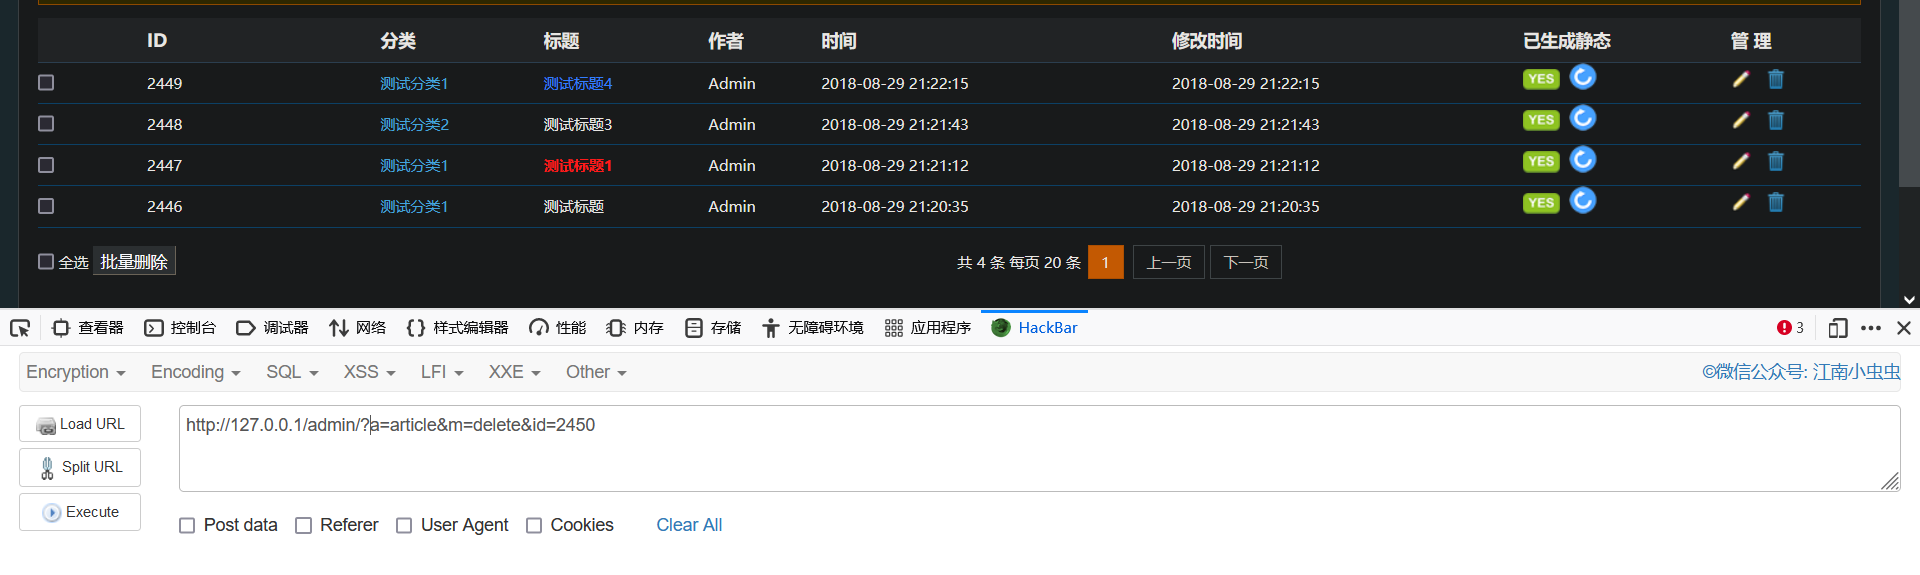 ID 分类 标题 作者 时间 修改时间 已生成静态 管 理
2449 测试分类1 测试标题4 Admin 2018-08-29 21:22:15 2018-08-29 21:22:15 YES
2448 测试分类2 测试标题3 Admin 2018-08-29 21:21:43 2018-08-29 21:21:43 YES
2447 测试分类1 测试标题1 Admin 2018-08-29 21:21:12 2018-08-29 21:21:12 YES
2446 测试分类1 测试标题 Admin 2018-08-29 21:20:35 2018-08-29 21:20:35 YES
全选 批量删除 共 4 条 每页 20 条 1 上一页 下一页
查看器 控制台 调试器 网络 样式编辑器 性能 内存 存储 无障碍环境 应用程序 HackBar 3
Encryption Encoding SQL XSS LFI XXE Other ©微信公众号: 江南小虫虫
Load URL http://127.0.0.1/admin/?a=article&m=delete&id=2450
Split URL
Execute
Post data Referer User Agent Cookies Clear All